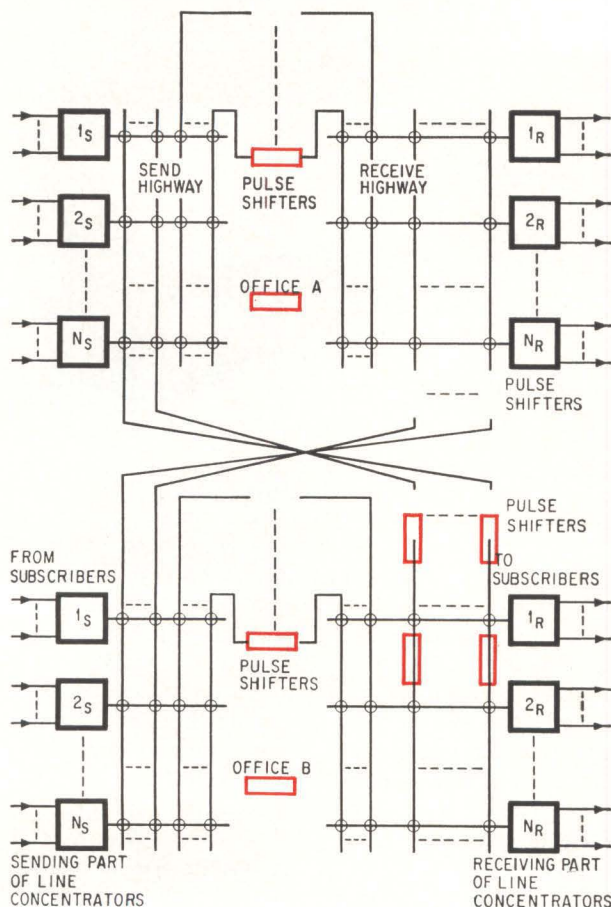 1S
SEND
HIGHWAY
PULSE
SHIFTERS
RECEIVE
HIGHWAY
1R
2S
2R
OFFICE A
NS
NR
PULSE
SHIFTERS
PULSE
SHIFTERS
FROM
SUBSCRIBERS
TO
SUBSCRIBERS
1S
PULSE
SHIFTERS
1R
2S
2R
OFFICE B
NS
NR
SENDING PART
OF LINE
CONCENTRATORS
RECEIVING PART
OF LINE
CONCENTRATORS